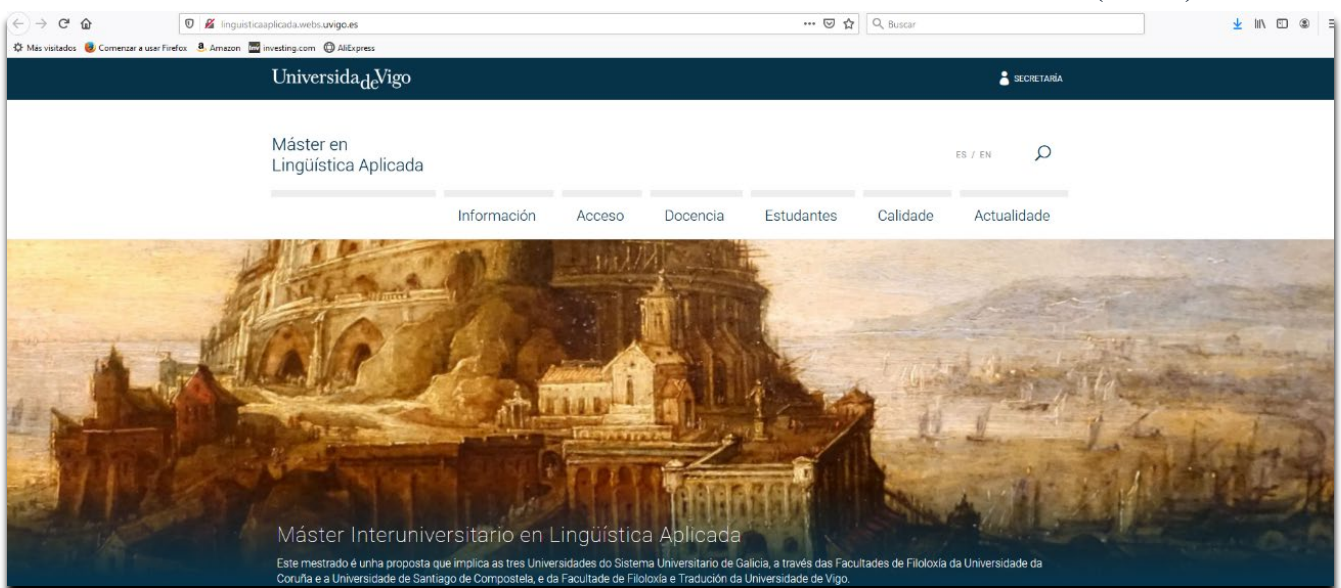 linguisticaaplicada.webs.uvigo.es
Buscar
Más visitados Comenzar a usar Firefox Amazon investing.com AliExpress
UniversidadeVigo
SECRETARÍA
Máster en
Lingüística Aplicada
ES / EN
Información Acceso Docencia Estudantes Calidade Actualidade
Máster Interuniversitario en Lingüística Aplicada
Este mestrado é unha proposta que implica as tres Universidades do Sistema Universitario de Galicia, a través das Facultades de Filoloxía da Universidade da
Coruña e a Universidade de Santiago de Compostela, e da Facultade de Filoloxía e Tradución da Universidade de Vigo.